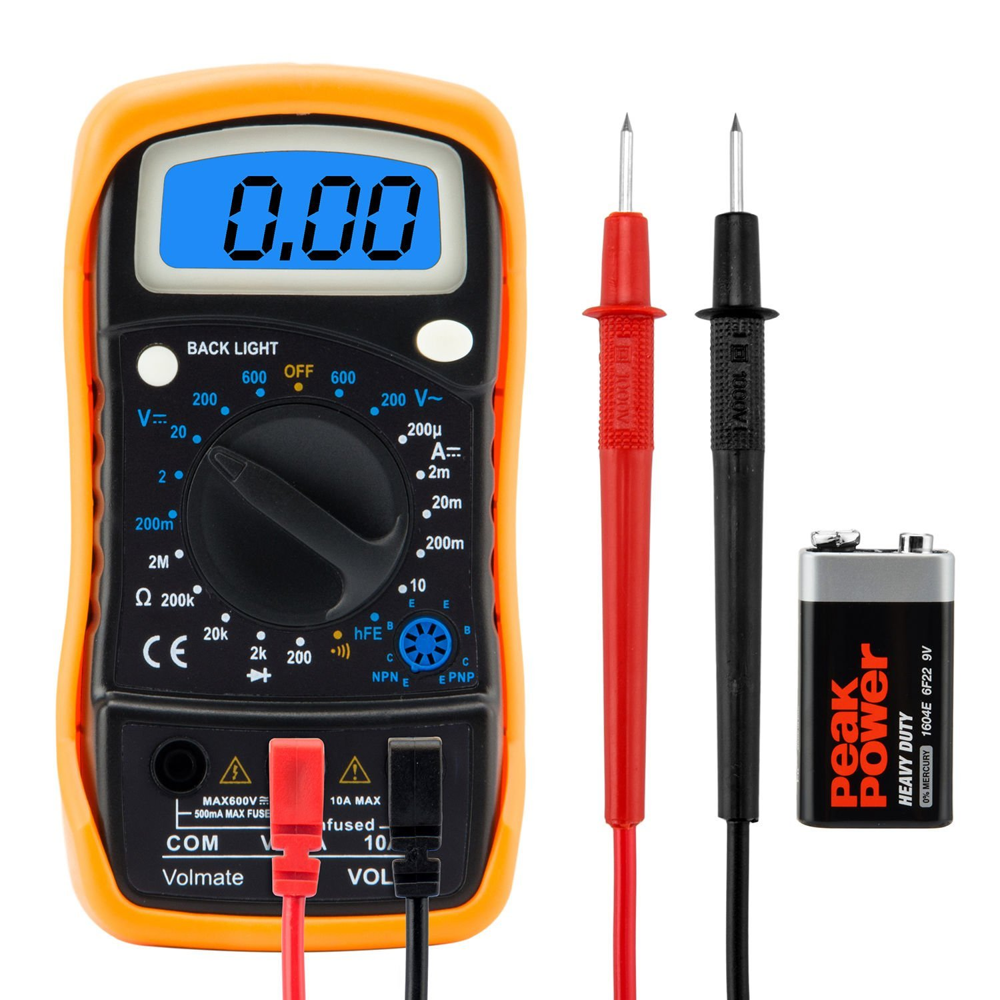 0.00
BACK LIGHT
OFF
600
600
200
200 V~
V⎓
20
200µ
A⎓
2
2m
20m
200m
200m
2M
10
Ω 200k
20k
2k
200
hFE
E E
B B
C C
NPN E E PNP
CE
MAX600V
10A MAX
500mA MAX FUSE
COM
Volmate
1000V
1000V
Peak
Power
HEAVY DUTY
0% MERCURY 1604E 6F22 9V